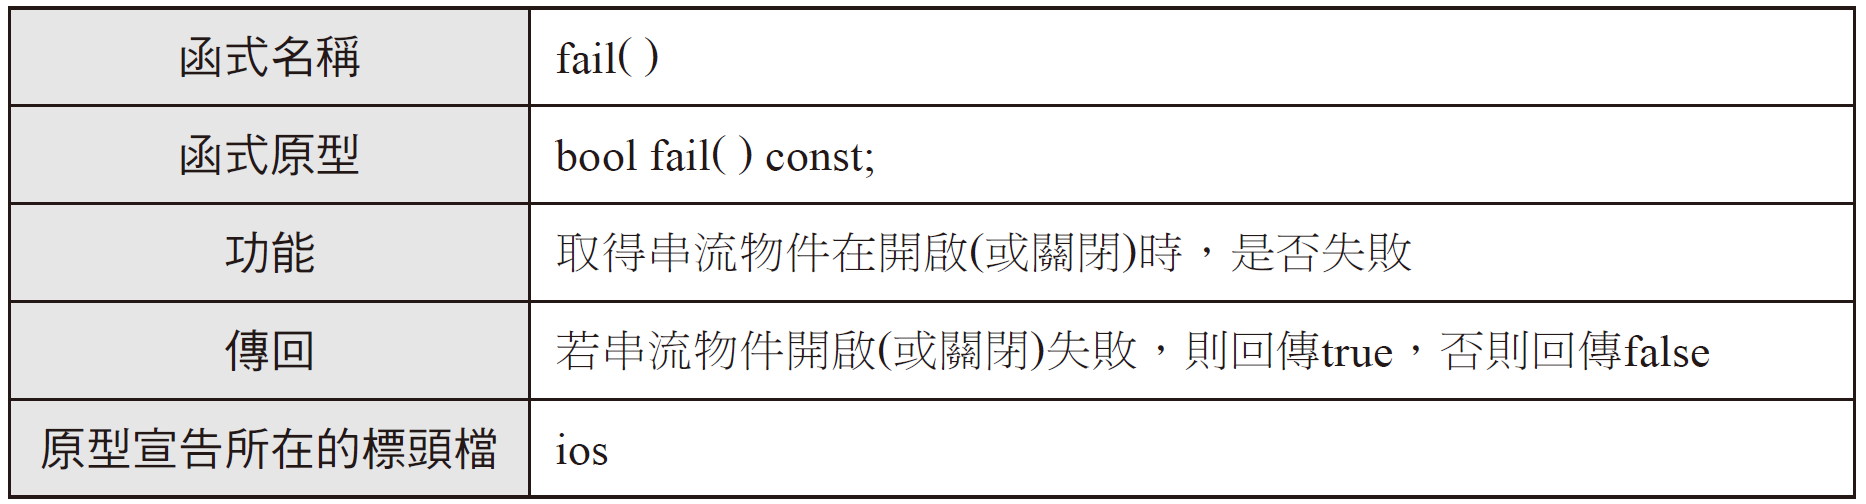 函式名稱 fail( )
函式原型 bool fail( ) const;
功能 取得串流物件在開啟(或關閉)時，是否失敗
傳回 若串流物件開啟(或關閉)失敗，則回傳true，否則回傳false
原型宣告所在的標頭檔 ios